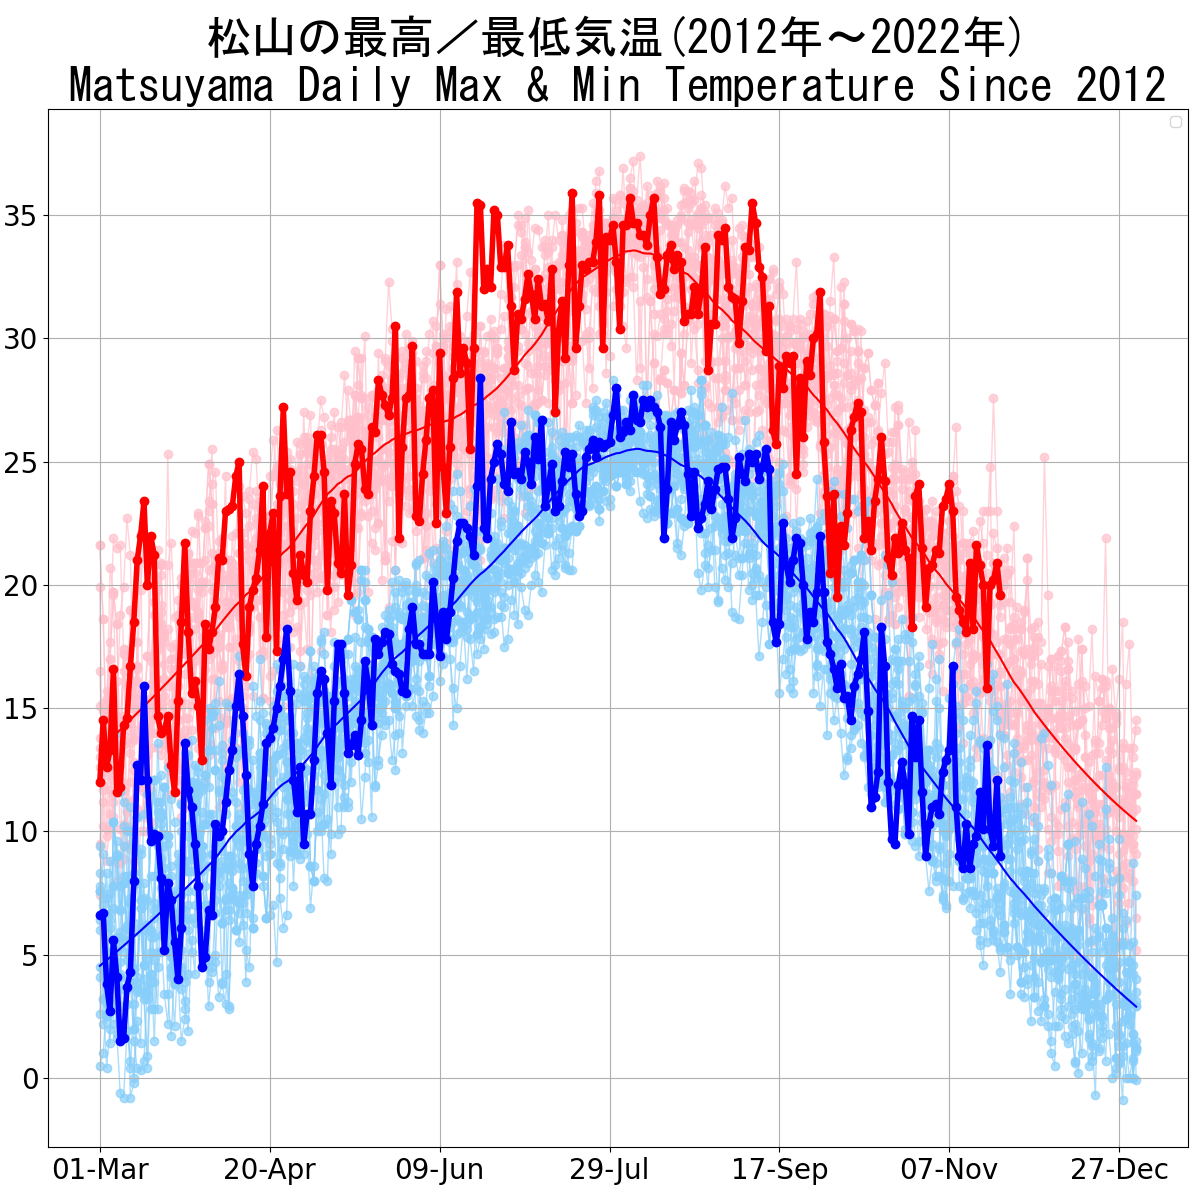 松山の最高／最低気温(2012年～2022年)
Matsuyama Daily Max & Min Temperature Since 2012
35
30
25
20
15
10
5
0
01-Mar 20-Apr 09-Jun 29-Jul 17-Sep 07-Nov 27-Dec